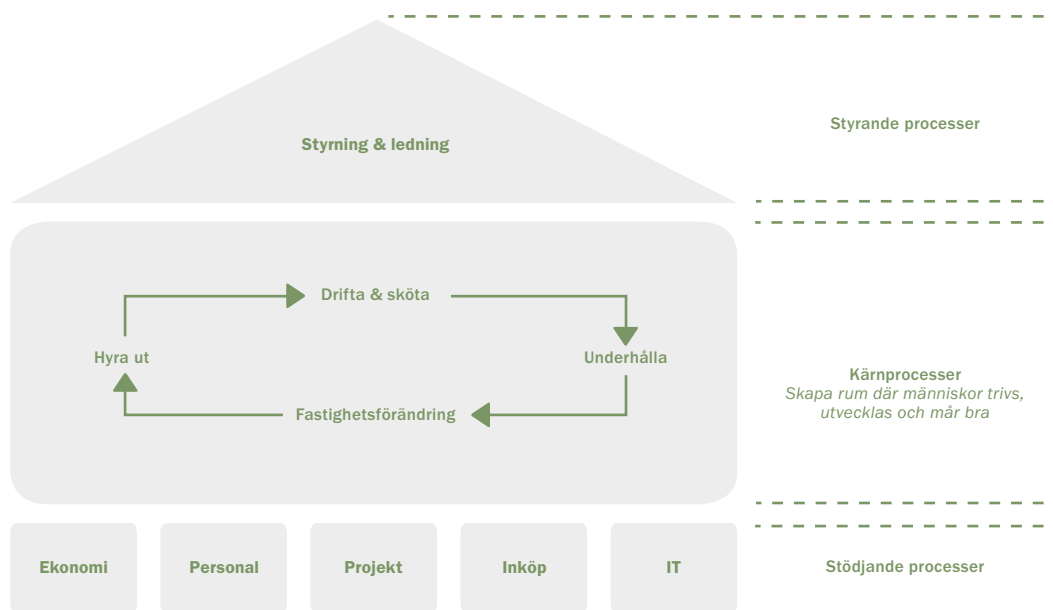 Styrande processer
Styrning & ledning
Drifta & sköta
Hyra ut
Underhålla
Fastighetsförändring
Kärnprocesser
Skapa rum där människor trivs,
utvecklas och mår bra
Ekonomi
Personal
Projekt
Inköp
IT
Stödjande processer